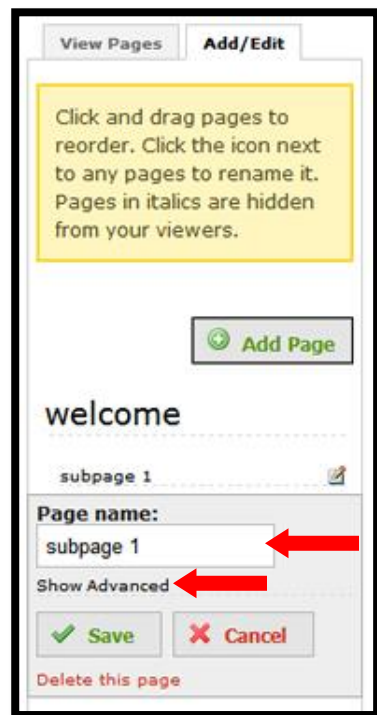 View Pages Add/Edit
Click and drag pages to
reorder. Click the icon next
to any pages to rename it.
Pages in italics are hidden
from your viewers.
Add Page
welcome
subpage 1
Page name:
subpage 1
Show Advanced
Save Cancel
Delete this page